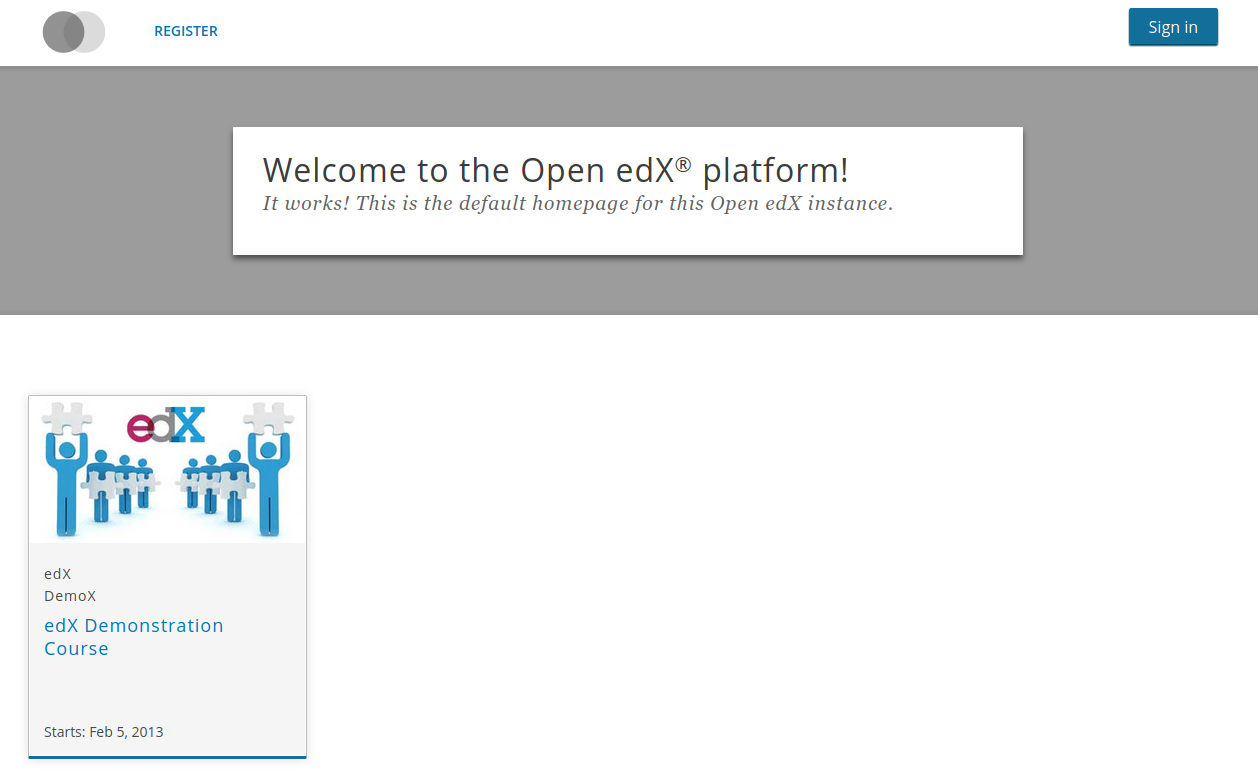 REGISTER
Sign in
Welcome to the Open edX® platform!
It works! This is the default homepage for this Open edX instance.
edX
edX
DemoX
edX Demonstration
Course
Starts: Feb 5, 2013